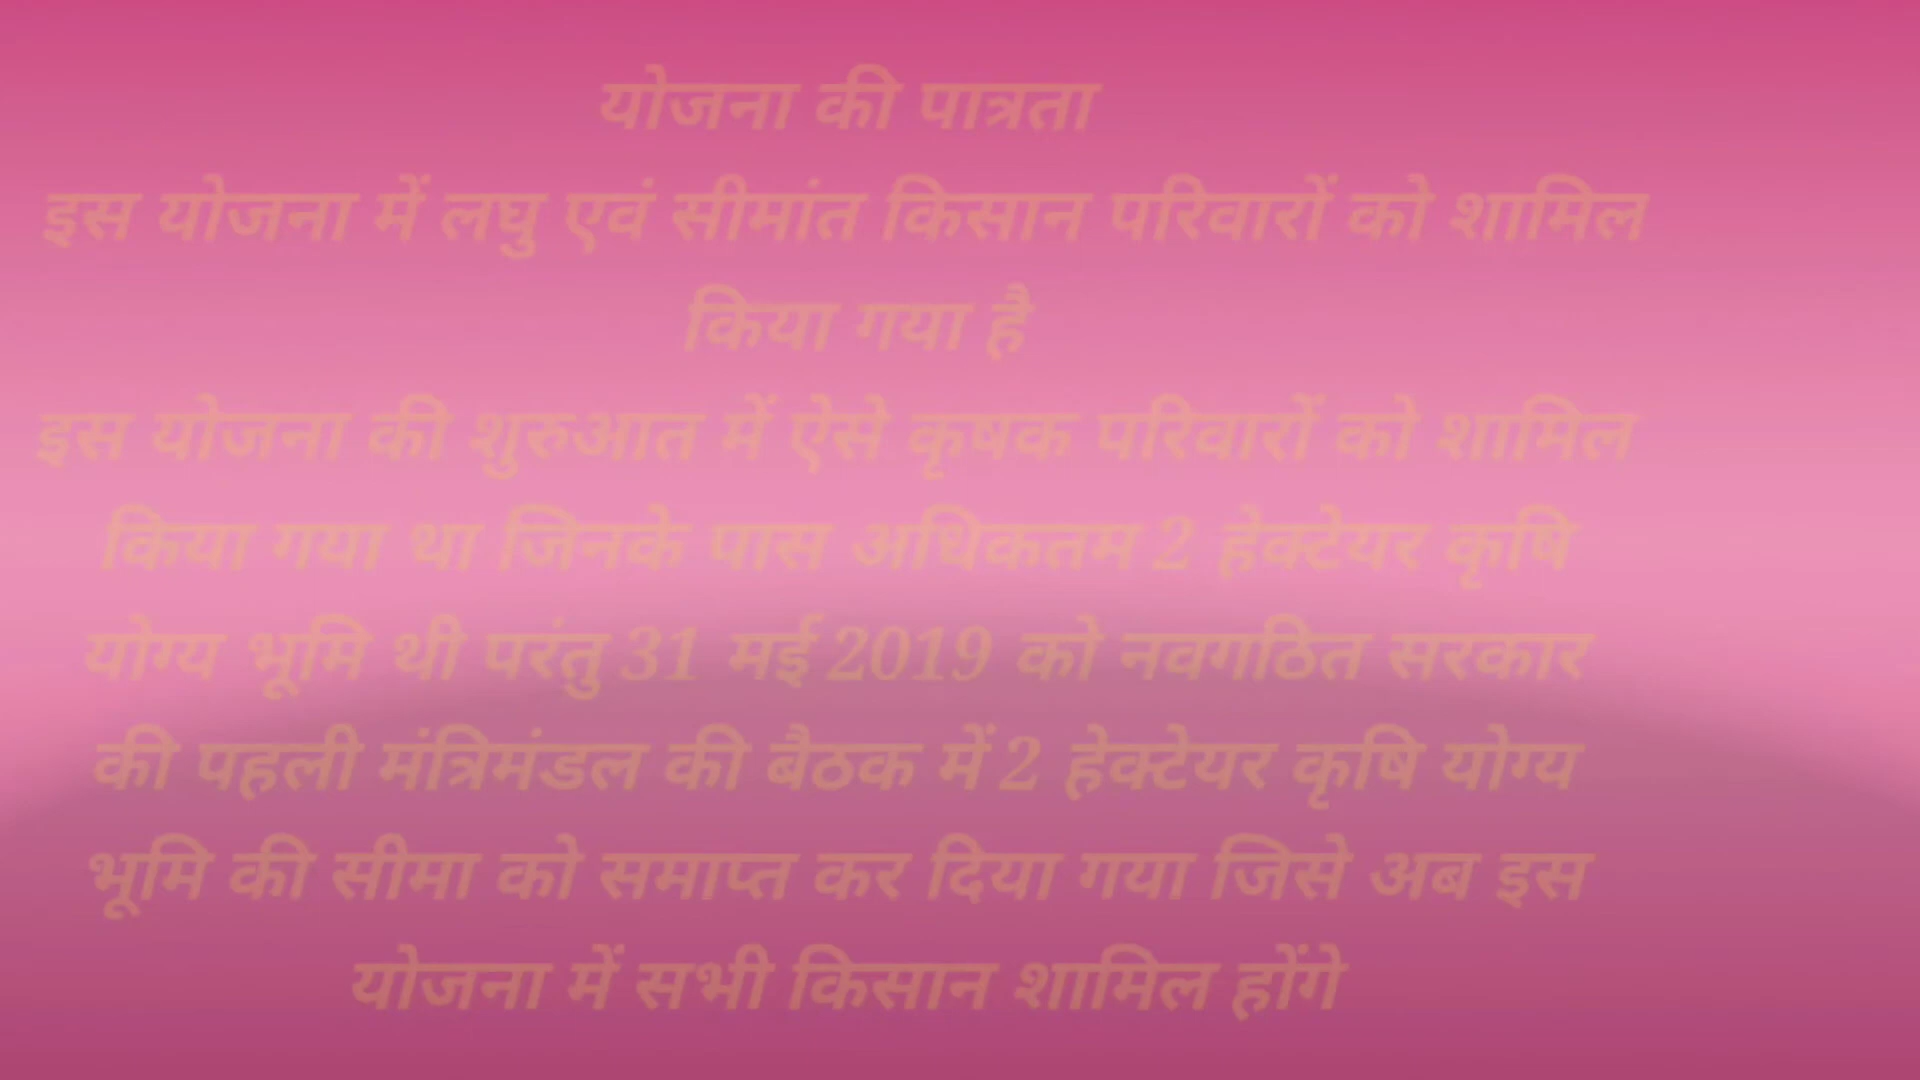 योजना की पात्रता
इस योजना में लघु एवं सीमांत किसान परिवारों को शामिल
किया गया है
इस योजना की शुरुआत में ऐसे कृषक परिवारों को शामिल
किया गया था जिनके पास अधिकतम 2 हेक्टेयर कृषि
योग्य भूमि थी परंतु 31 मई 2019 को नवगठित सरकार
की पहली मंत्रिमंडल की बैठक में 2 हेक्टेयर कृषि योग्य
भूमि की सीमा को समाप्त कर दिया गया जिसे अब इस
योजना में सभी किसान शामिल होंगे